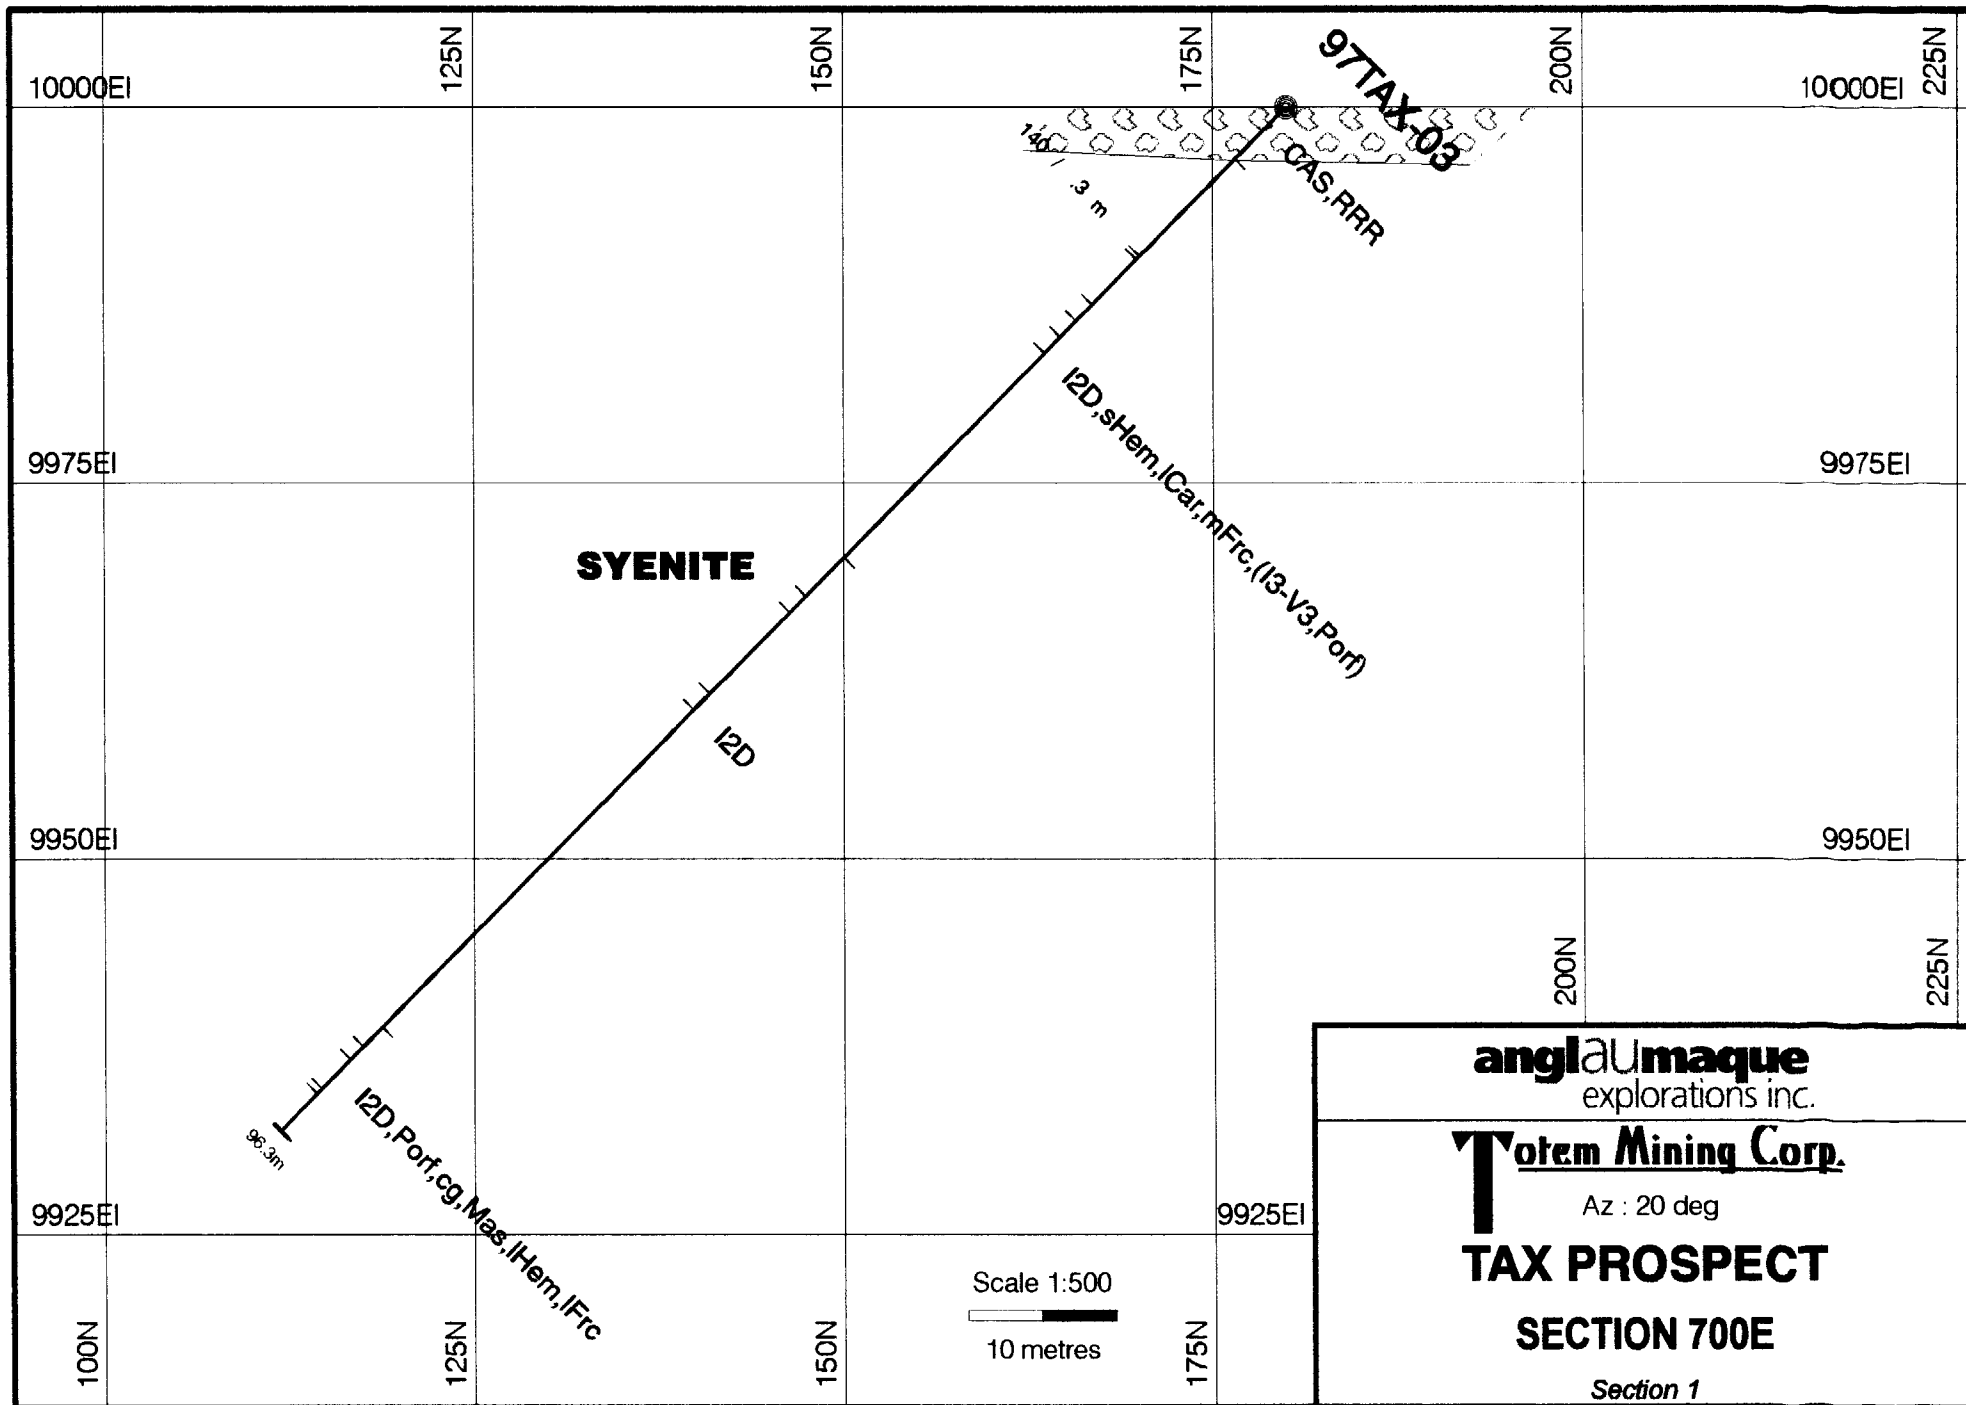 125N
150N
175N
200N
225N
10000El
10000El
97TAX-03
CAS,RRR
140 / .3 m
9975El
9975El
I2D,sHem,lCar,mFrc,(I3-V3,Porf)
SYENITE
I2D
9950El
9950El
200N
225N
96.3m
I2D,Porf,cg,Mas,lHem,lFrc
9925El
9925El
100N
125N
150N
175N
Scale 1:500
10 metres
anglaumaque
explorations inc.
Totem Mining Corp.
Az : 20 deg
TAX PROSPECT
SECTION 700E
Section 1